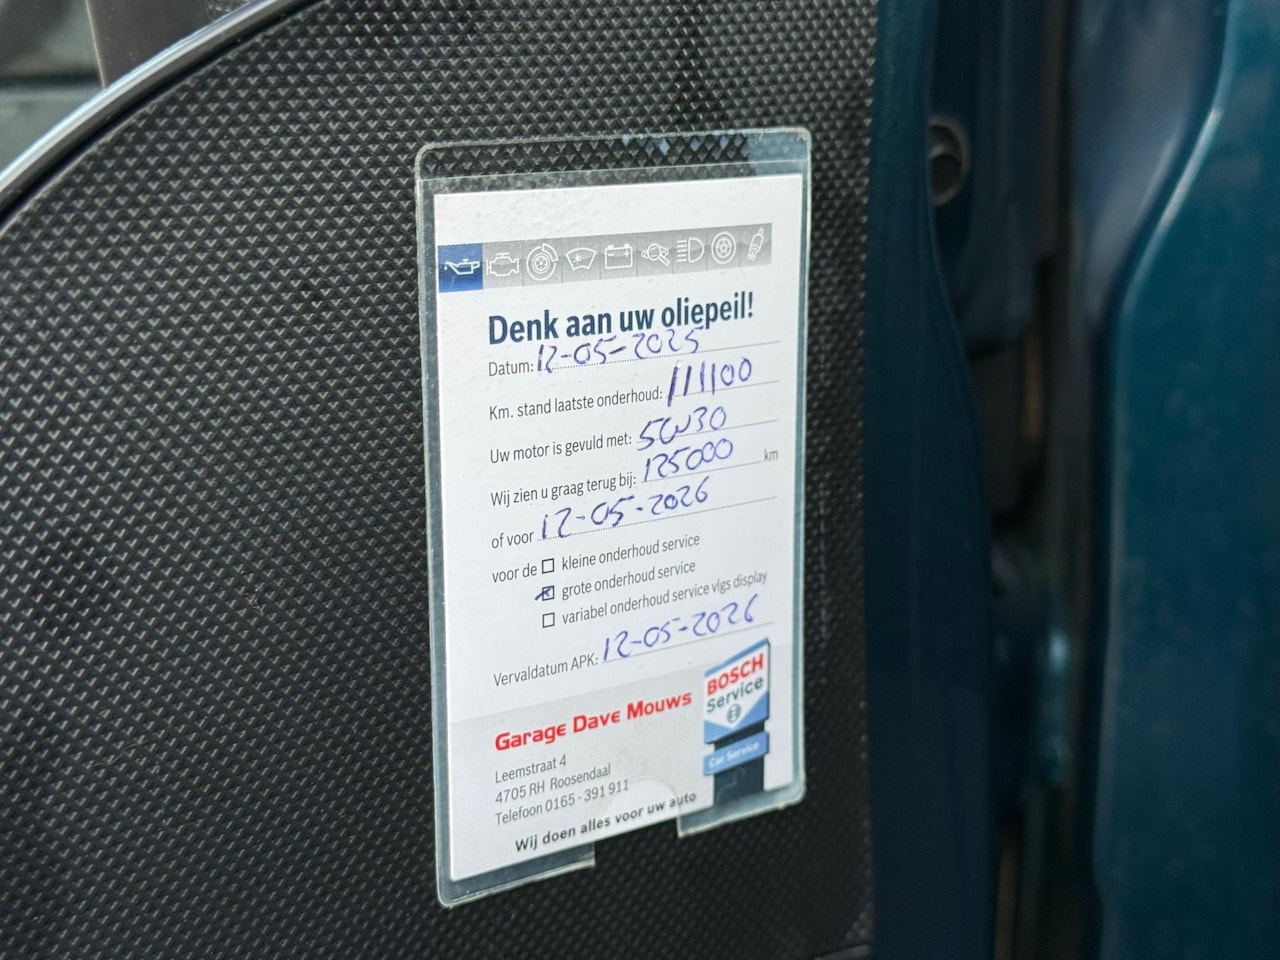 Denk aan uw oliepeil!
Datum: 12-05-2025
Km. stand laatste onderhoud: 111100
Uw motor is gevuld met: 5W30
Wij zien u graag terug bij: 125000 km
of voor 12-05-2026
voor de kleine onderhoud service
grote onderhoud service
variabel onderhoud service vlgs display
Vervaldatum APK: 12-05-2026
BOSCH
Service
Car Service
Garage Dave Mouws
Leemstraat 4
4705 RH Roosendaal
Telefoon 0165-391911
Wij doen alles voor uw auto